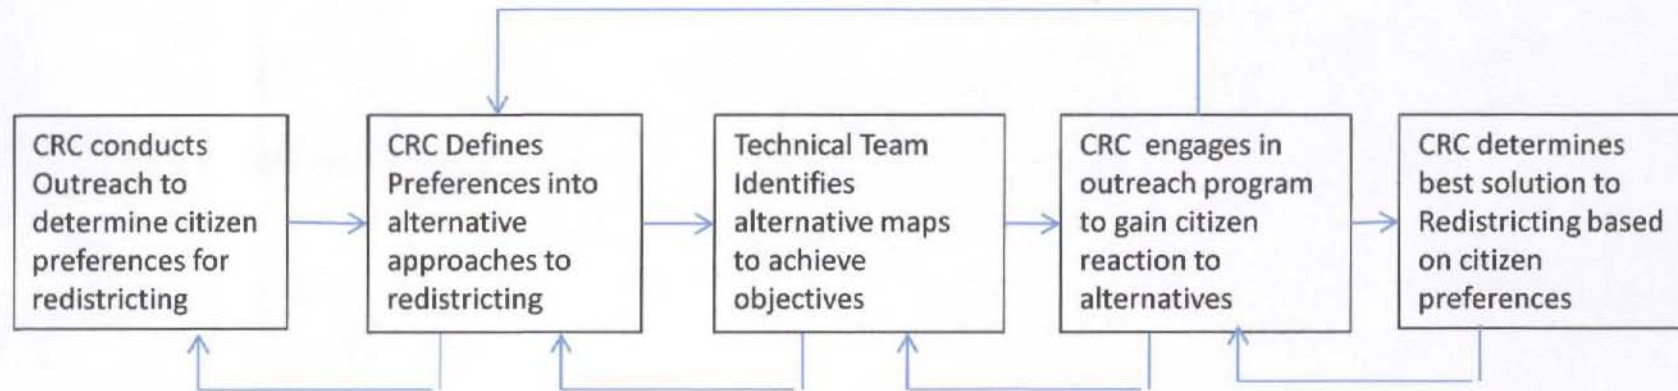 CRC conducts
Outreach to
determine citizen
preferences for
redistricting
CRC Defines
Preferences into
alternative
approaches to
redistricting
Technical Team
Identifies
alternative maps
to achieve
objectives
CRC engages in
outreach program
to gain citizen
reaction to
alternatives
CRC determines
best solution to
Redistricting based
on citizen
preferences